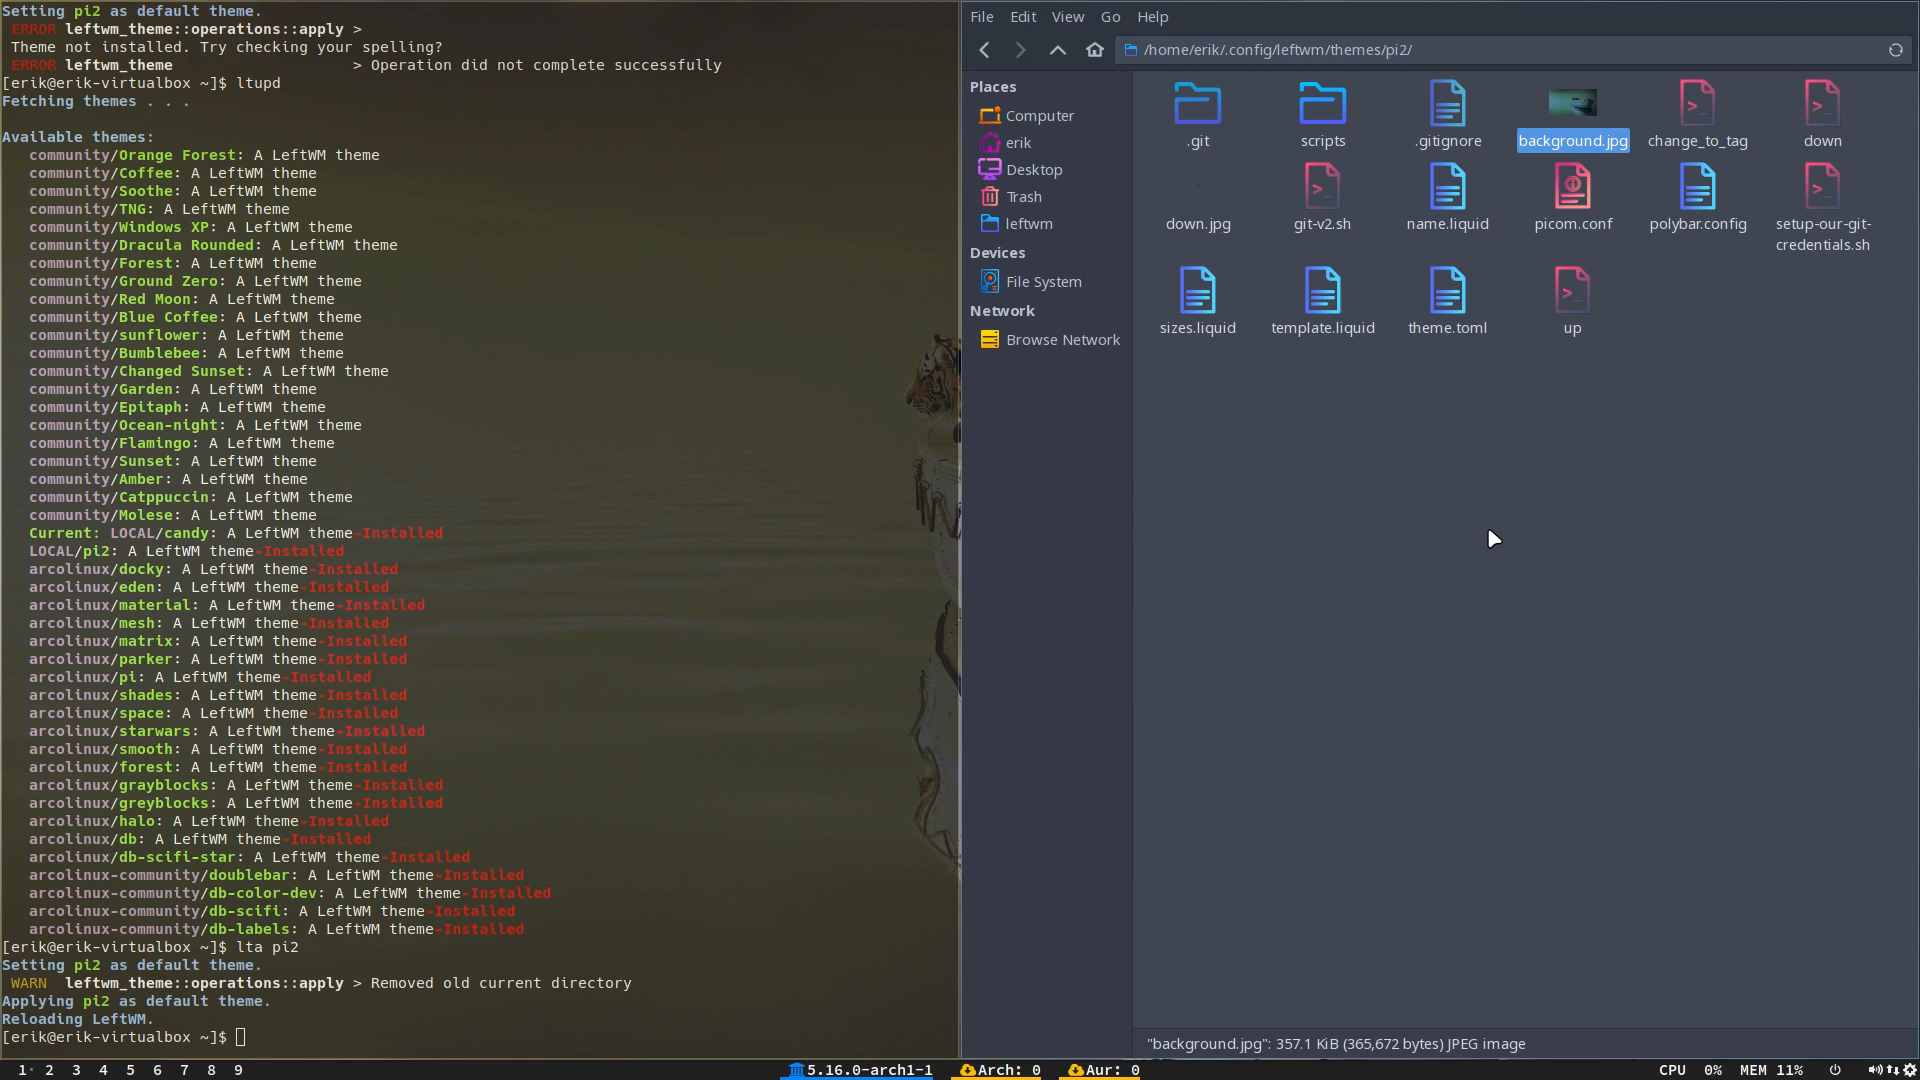 Setting pi2 as default theme.
ERROR leftwm_theme::operations::apply >
Theme not installed. Try checking your spelling?
ERROR leftwm_theme > Operation did not complete successfully
[erik@erik-virtualbox ~]$ ltupd
Fetching themes . . .
Available themes:
community/Orange Forest: A LeftWM theme
community/Coffee: A LeftWM theme
community/Soothe: A LeftWM theme
community/TNG: A LeftWM theme
community/Windows XP: A LeftWM theme
community/Dracula Rounded: A LeftWM theme
community/Forest: A LeftWM theme
community/Ground Zero: A LeftWM theme
community/Red Moon: A LeftWM theme
community/Blue Coffee: A LeftWM theme
community/sunflower: A LeftWM theme
community/Bumblebee: A LeftWM theme
community/Changed Sunset: A LeftWM theme
community/Garden: A LeftWM theme
community/Epitaph: A LeftWM theme
community/Ocean-night: A LeftWM theme
community/Flamingo: A LeftWM theme
community/Sunset: A LeftWM theme
community/Amber: A LeftWM theme
community/Catppuccin: A LeftWM theme
community/Molese: A LeftWM theme
Current: LOCAL/candy: A LeftWM theme-Installed
LOCAL/pi2: A LeftWM theme-Installed
arcolinux/docky: A LeftWM theme-Installed
arcolinux/eden: A LeftWM theme-Installed
arcolinux/material: A LeftWM theme-Installed
arcolinux/mesh: A LeftWM theme-Installed
arcolinux/matrix: A LeftWM theme-Installed
arcolinux/parker: A LeftWM theme-Installed
arcolinux/pi: A LeftWM theme-Installed
arcolinux/shades: A LeftWM theme-Installed
arcolinux/space: A LeftWM theme-Installed
arcolinux/starwars: A LeftWM theme-Installed
arcolinux/smooth: A LeftWM theme-Installed
arcolinux/forest: A LeftWM theme-Installed
arcolinux/grayblocks: A LeftWM theme-Installed
arcolinux/greyblocks: A LeftWM theme-Installed
arcolinux/halo: A LeftWM theme-Installed
arcolinux/db: A LeftWM theme-Installed
arcolinux/db-scifi-star: A LeftWM theme-Installed
arcolinux-community/doublebar: A LeftWM theme-Installed
arcolinux-community/db-color-dev: A LeftWM theme-Installed
arcolinux-community/db-scifi: A LeftWM theme-Installed
arcolinux-community/db-labels: A LeftWM theme-Installed
[erik@erik-virtualbox ~]$ lta pi2
Setting pi2 as default theme.
WARN leftwm_theme::operations::apply > Removed old current directory
Applying pi2 as default theme.
Reloading LeftWM.
[erik@erik-virtualbox ~]$
File Edit View Go Help
/home/erik/.config/leftwm/themes/pi2/
Places
Computer
erik
Desktop
Trash
leftwm
Devices
File System
Network
Browse Network
.git scripts .gitignore background.jpg change_to_tag down
down.jpg git-v2.sh name.liquid picom.conf polybar.config setup-our-git-
credentials.sh
sizes.liquid template.liquid theme.toml up
"background.jpg": 357.1 KiB (365,672 bytes) JPEG image
1 2 3 4 5 6 7 8 9 5.16.0-arch1-1 Arch: 0 Aur: 0 CPU 0% MEM 11%